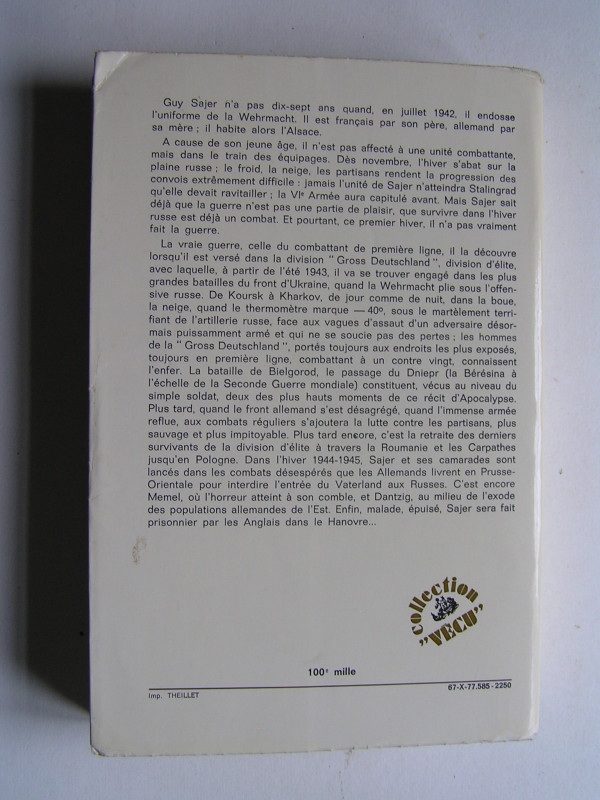 Guy Sajer n'a pas dix-sept ans quand, en juillet 1942, il endosse
l'uniforme de la Wehrmacht. Il est français par son père, allemand par
sa mère ; il habite alors l'Alsace.
A cause de son jeune âge, il n'est pas affecté à une unité combattante,
mais dans le train des équipages. Dès novembre, l'hiver s'abat sur la
plaine russe ; le froid, la neige, les partisans rendent la progression des
convois extrêmement difficile : jamais l'unité de Sajer n'atteindra Stalingrad
qu'elle devait ravitailler ; la VIe Armée aura capitulé avant. Mais Sajer sait
déjà que la guerre n'est pas une partie de plaisir, que survivre dans l'hiver
russe est déjà un combat. Et pourtant, ce premier hiver, il n'a pas vraiment
fait la guerre.
La vraie guerre, celle du combattant de première ligne, il la découvre
lorsqu'il est versé dans la division " Gross Deutschland ", division d'élite,
avec laquelle, à partir de l'été 1943, il va se trouver engagé dans les plus
grandes batailles du front d'Ukraine, quand la Wehrmacht plie sous l'offen-
sive russe. De Koursk à Kharkov, de jour comme de nuit, dans la boue,
la neige, quand le thermomètre marque — 40º, sous le martèlement terri-
fiant de l'artillerie russe, face aux vagues d'assaut d'un adversaire désor-
mais puissamment armé et qui ne se soucie pas des pertes ; les hommes
de la " Gross Deutschland ", portés toujours aux endroits les plus exposés,
toujours en première ligne, combattant à un contre vingt, connaissent
l'enfer. La bataille de Bielgorod, le passage du Dniepr (la Bérésina à
l'échelle de la Seconde Guerre mondiale) constituent, vécus au niveau du
simple soldat, deux des plus hauts moments de ce récit d'Apocalypse.
Plus tard, quand le front allemand s'est désagrégé, quand l'immense armée
reflue, aux combats réguliers s'ajoutera la lutte contre les partisans, plus
sauvage et plus impitoyable. Plus tard encore, c'est la retraite des derniers
survivants de la division d'élite à travers la Roumanie et les Carpathes
jusqu'en Pologne. Dans l'hiver 1944-1945, Sajer et ses camarades sont
lancés dans les combats désespérés que les Allemands livrent en Prusse-
Orientale pour interdire l'entrée du Vaterland aux Russes. C'est encore
Memel, où l'horreur atteint à son comble, et Dantzig, au milieu de l'exode
des populations allemandes de l'Est. Enfin, malade, épuisé, Sajer sera fait
prisonnier par les Anglais dans le Hanovre...
collection
"VÉCU"
100e mille
Imp. THEILLET
67-X-77.585-2250